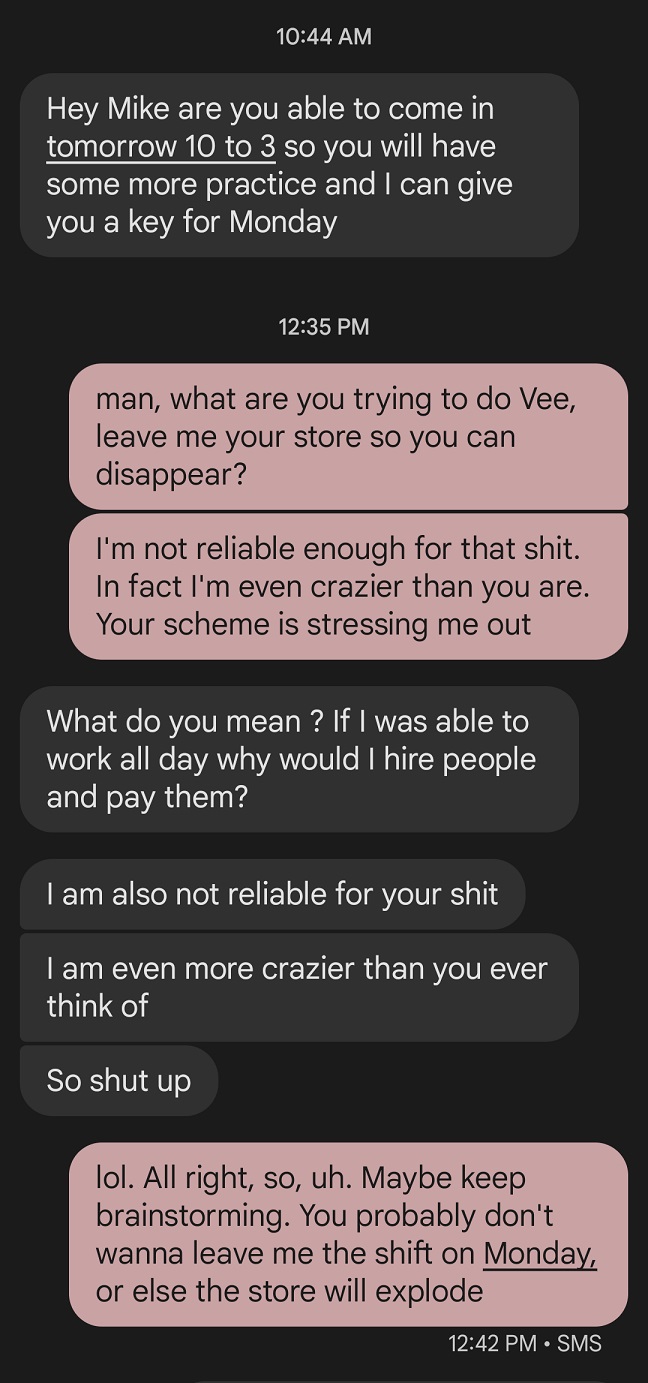 10:44 AM
Hey Mike are you able to come in
tomorrow 10 to 3 so you will have
some more practice and I can give
you a key for Monday
12:35 PM
man, what are you trying to do Vee,
leave me your store so you can
disappear?
I'm not reliable enough for that shit.
In fact I'm even crazier than you are.
Your scheme is stressing me out
What do you mean ? If I was able to
work all day why would I hire people
and pay them?
I am also not reliable for your shit
I am even more crazier than you ever
think of
So shut up
lol. All right, so, uh. Maybe keep
brainstorming. You probably don't
wanna leave me the shift on Monday,
or else the store will explode
12:42 PM • SMS